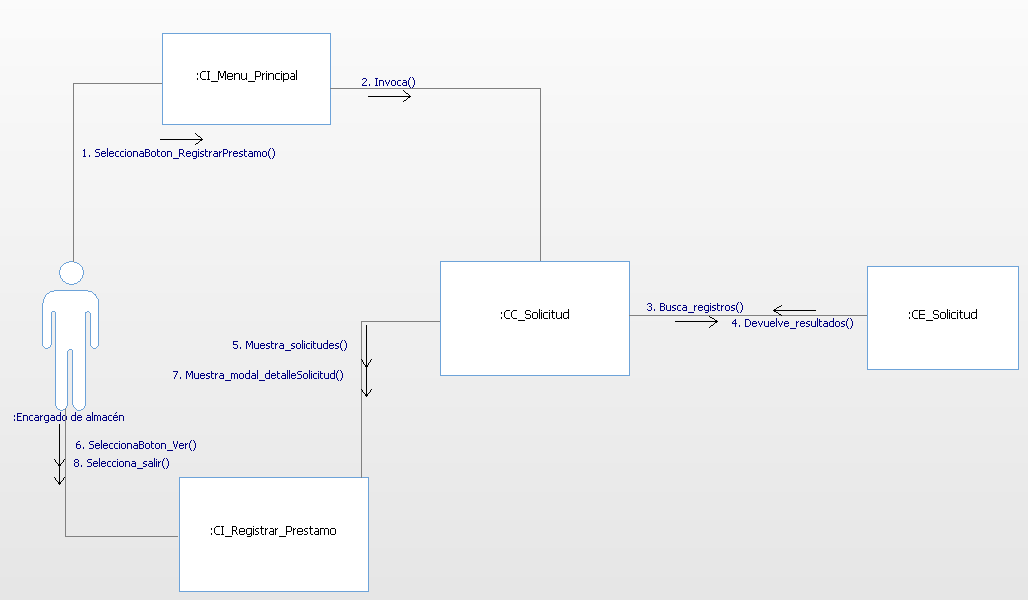 :CI_Menu_Principal
2. Invoca()
1. SeleccionaBoton_RegistrarPrestamo()
:CC_Solicitud
3. Busca_registros()
4. Devuelve_resultados()
:CE_Solicitud
5. Muestra_solicitudes()
7. Muestra_modal_detalleSolicitud()
:Encargado de almacén
6. SeleccionaBoton_Ver()
8. Selecciona_salir()
:CI_Registrar_Prestamo